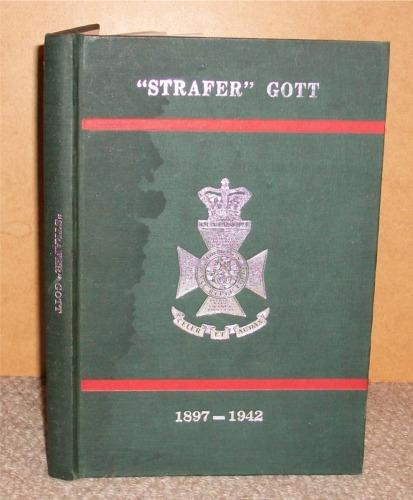 "STRAFER" GOTT
CELER ET AUDAX
1897 — 1942
"STRAFER" GOTT